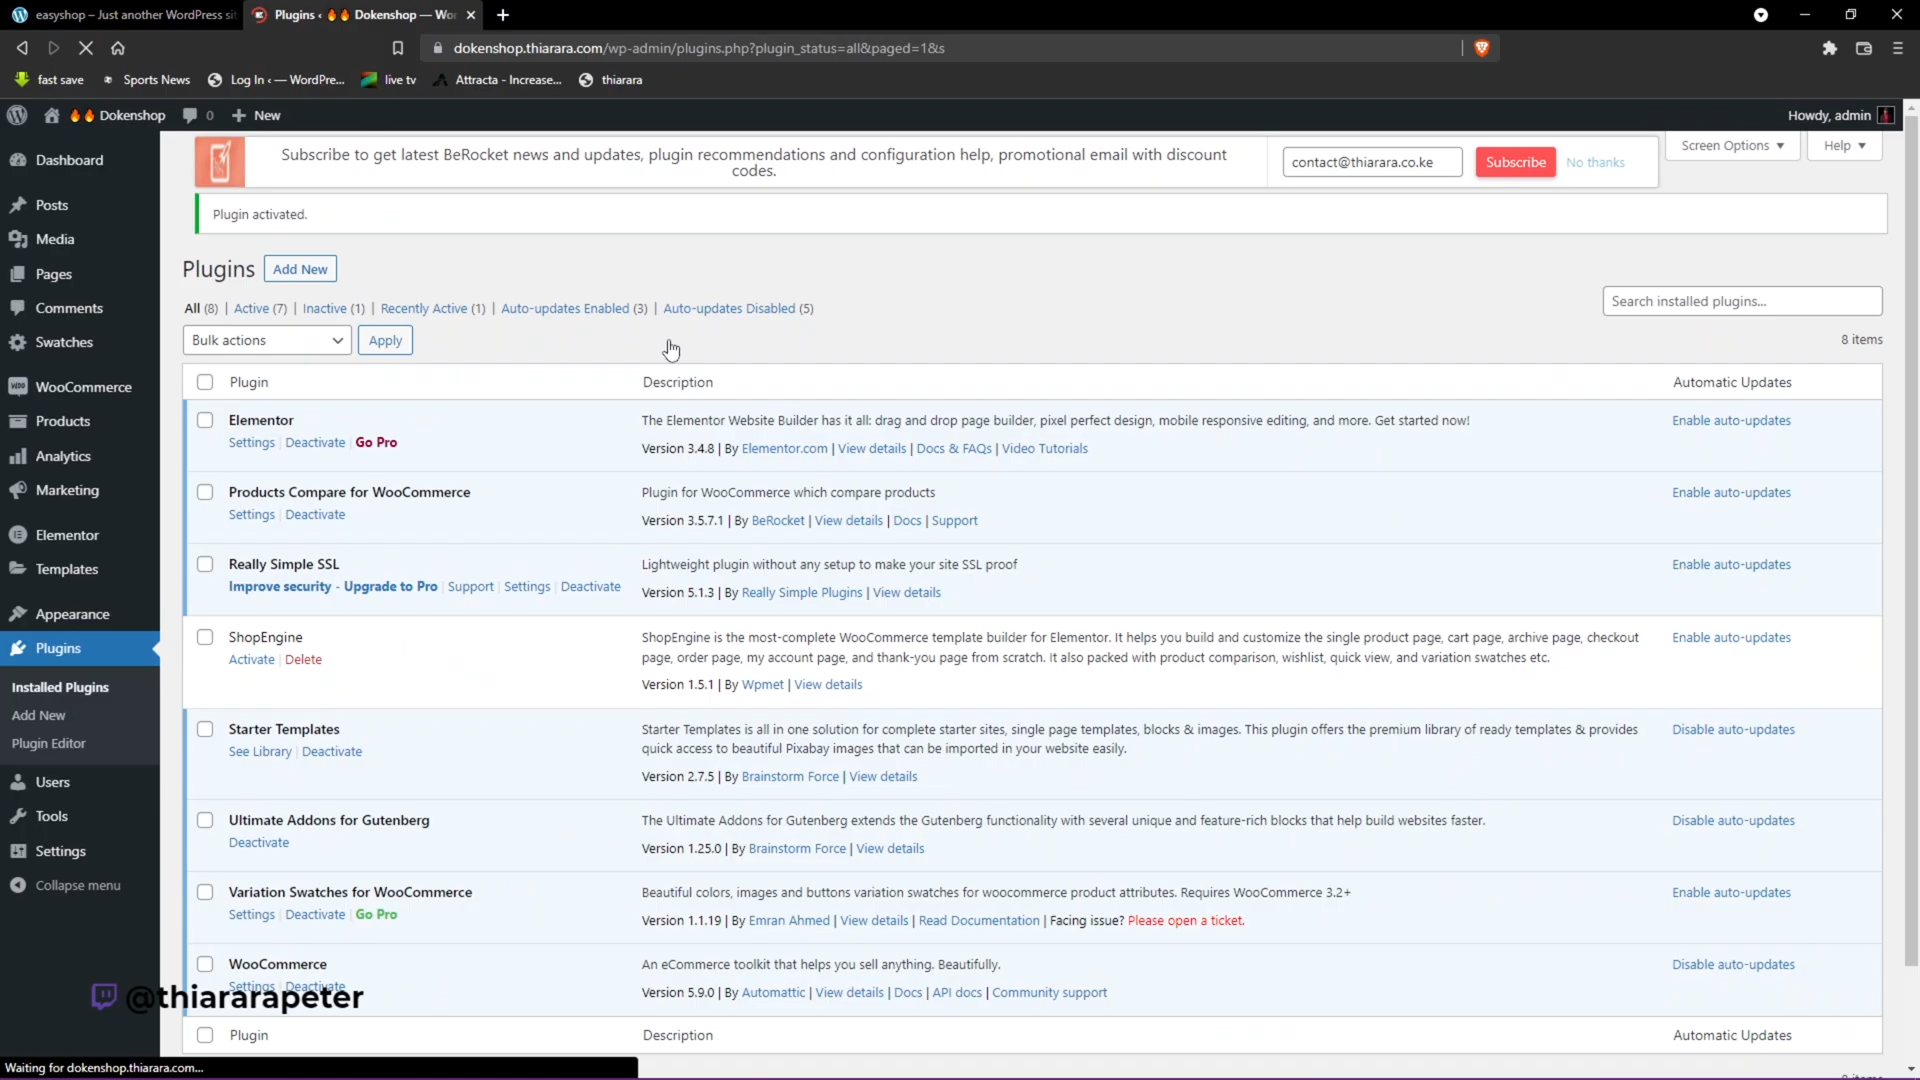 easyshop – Just another WordPress si
Plugins ‹ 🔥🔥 Dokenshop — Wo
dokenshop.thiarara.com/wp-admin/plugins.php?plugin_status=all&paged=1&s
fast save
Sports News
Log In ‹ — WordPre...
live tv
Attracta - Increase...
thiarara
🔥🔥 Dokenshop
0
New
Howdy, admin
Dashboard
Posts
Media
Pages
Comments
Swatches
WooCommerce
Products
Analytics
Marketing
Elementor
Templates
Appearance
Plugins
Installed Plugins
Add New
Plugin Editor
Users
Tools
Settings
Collapse menu
Subscribe to get latest BeRocket news and updates, plugin recommendations and configuration help, promotional email with discount
codes.
contact@thiarara.co.ke
Subscribe
No thanks
Screen Options
Help
Plugin activated.
Plugins
Add New
All (8) | Active (7) | Inactive (1) | Recently Active (1) | Auto-updates Enabled (3) | Auto-updates Disabled (5)
Search installed plugins...
Bulk actions
Apply
8 items
Plugin
Description
Automatic Updates
Elementor
Settings | Deactivate | Go Pro
The Elementor Website Builder has it all: drag and drop page builder, pixel perfect design, mobile responsive editing, and more. Get started now!
Version 3.4.8 | By Elementor.com | View details | Docs & FAQs | Video Tutorials
Enable auto-updates
Products Compare for WooCommerce
Settings | Deactivate
Plugin for WooCommerce which compare products
Version 3.5.7.1 | By BeRocket | View details | Docs | Support
Enable auto-updates
Really Simple SSL
Improve security - Upgrade to Pro | Support | Settings | Deactivate
Lightweight plugin without any setup to make your site SSL proof
Version 5.1.3 | By Really Simple Plugins | View details
Enable auto-updates
ShopEngine
Activate | Delete
ShopEngine is the most-complete WooCommerce template builder for Elementor. It helps you build and customize the single product page, cart page, archive page, checkout
page, order page, my account page, and thank-you page from scratch. It also packed with product comparison, wishlist, quick view, and variation swatches etc.
Version 1.5.1 | By Wpmet | View details
Enable auto-updates
Starter Templates
See Library | Deactivate
Starter Templates is all in one solution for complete starter sites, single page templates, blocks & images. This plugin offers the premium library of ready templates & provides
quick access to beautiful Pixabay images that can be imported in your website easily.
Version 2.7.5 | By Brainstorm Force | View details
Disable auto-updates
Ultimate Addons for Gutenberg
Deactivate
The Ultimate Addons for Gutenberg extends the Gutenberg functionality with several unique and feature-rich blocks that help build websites faster.
Version 1.25.0 | By Brainstorm Force | View details
Disable auto-updates
Variation Swatches for WooCommerce
Settings | Deactivate | Go Pro
Beautiful colors, images and buttons variation swatches for woocommerce product attributes. Requires WooCommerce 3.2+
Version 1.1.19 | By Emran Ahmed | View details | Read Documentation | Facing issue? Please open a ticket.
Enable auto-updates
WooCommerce
Settings | Deactivate
An eCommerce toolkit that helps you sell anything. Beautifully.
Version 5.9.0 | By Automattic | View details | Docs | API docs | Community support
Disable auto-updates
@thiararapeter
Plugin
Description
Automatic Updates
Waiting for dokenshop.thiarara.com...